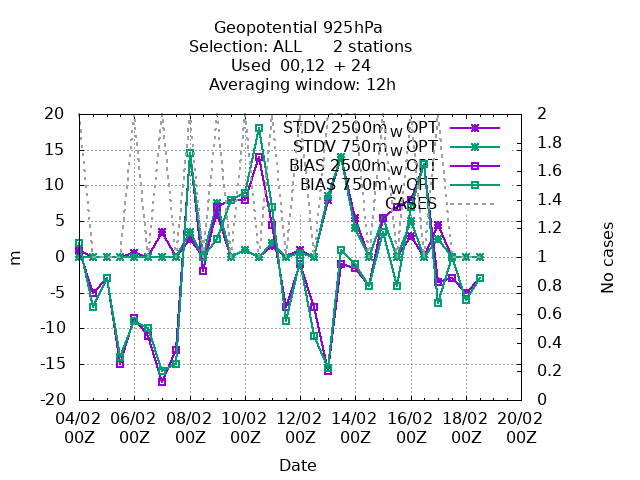 Geopotential 925hPa
Selection: ALL 2 stations
Used 00,12 + 24
Averaging window: 12h
20 2
15 1.8
10 1.6
5 1.4
0 1.2
-5 1
-10 0.8
-15 0.6
-20 0.4
0.2
0
STDV 2500m w OPT
STDV 750m w OPT
BIAS 2500m w OPT
BIAS 750m w OPT
CASES
m
No cases
04/02 06/02 08/02 10/02 12/02 14/02 16/02 18/02 20/02
00Z 00Z 00Z 00Z 00Z 00Z 00Z 00Z 00Z
Date